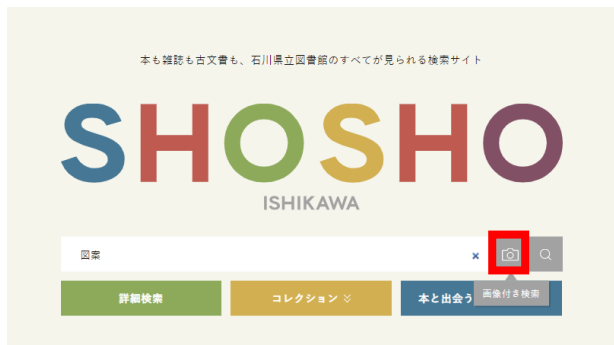 本も雑誌も古文書も、石川県立図書館のすべてが見られる検索サイト
SHOSHO
ISHIKAWA
図案 ×
詳細検索 コレクション 本と出会う 画像付き検索